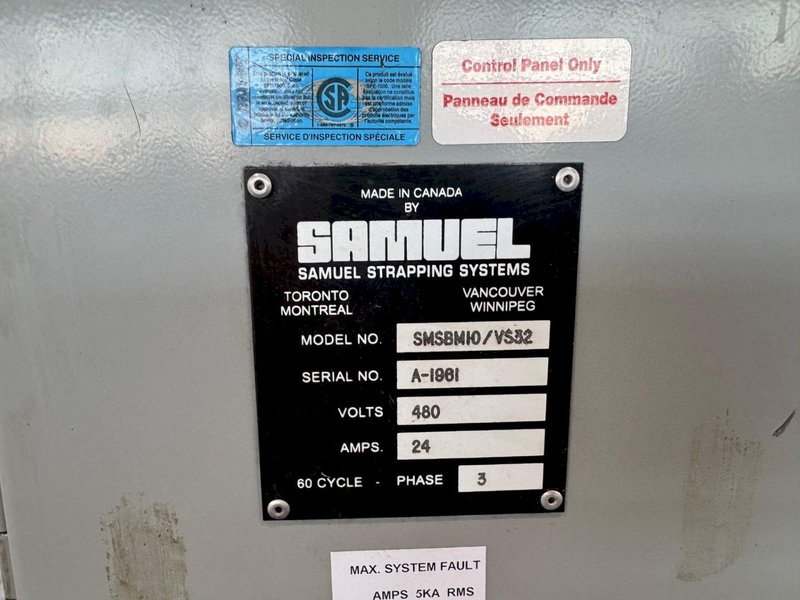 SPECIAL INSPECTION SERVICE
CSA
SERVICE D'INSPECTION SPÉCIALE
Control Panel Only
Panneau de Commande
Seulement
MADE IN CANADA
BY
SAMUEL
SAMUEL STRAPPING SYSTEMS
TORONTO VANCOUVER
MONTREAL WINNIPEG
MODEL NO. SMSBM10/VS32
SERIAL NO. A-1961
VOLTS 480
AMPS. 24
60 CYCLE - PHASE 3
MAX. SYSTEM FAULT
AMPS 5KA RMS